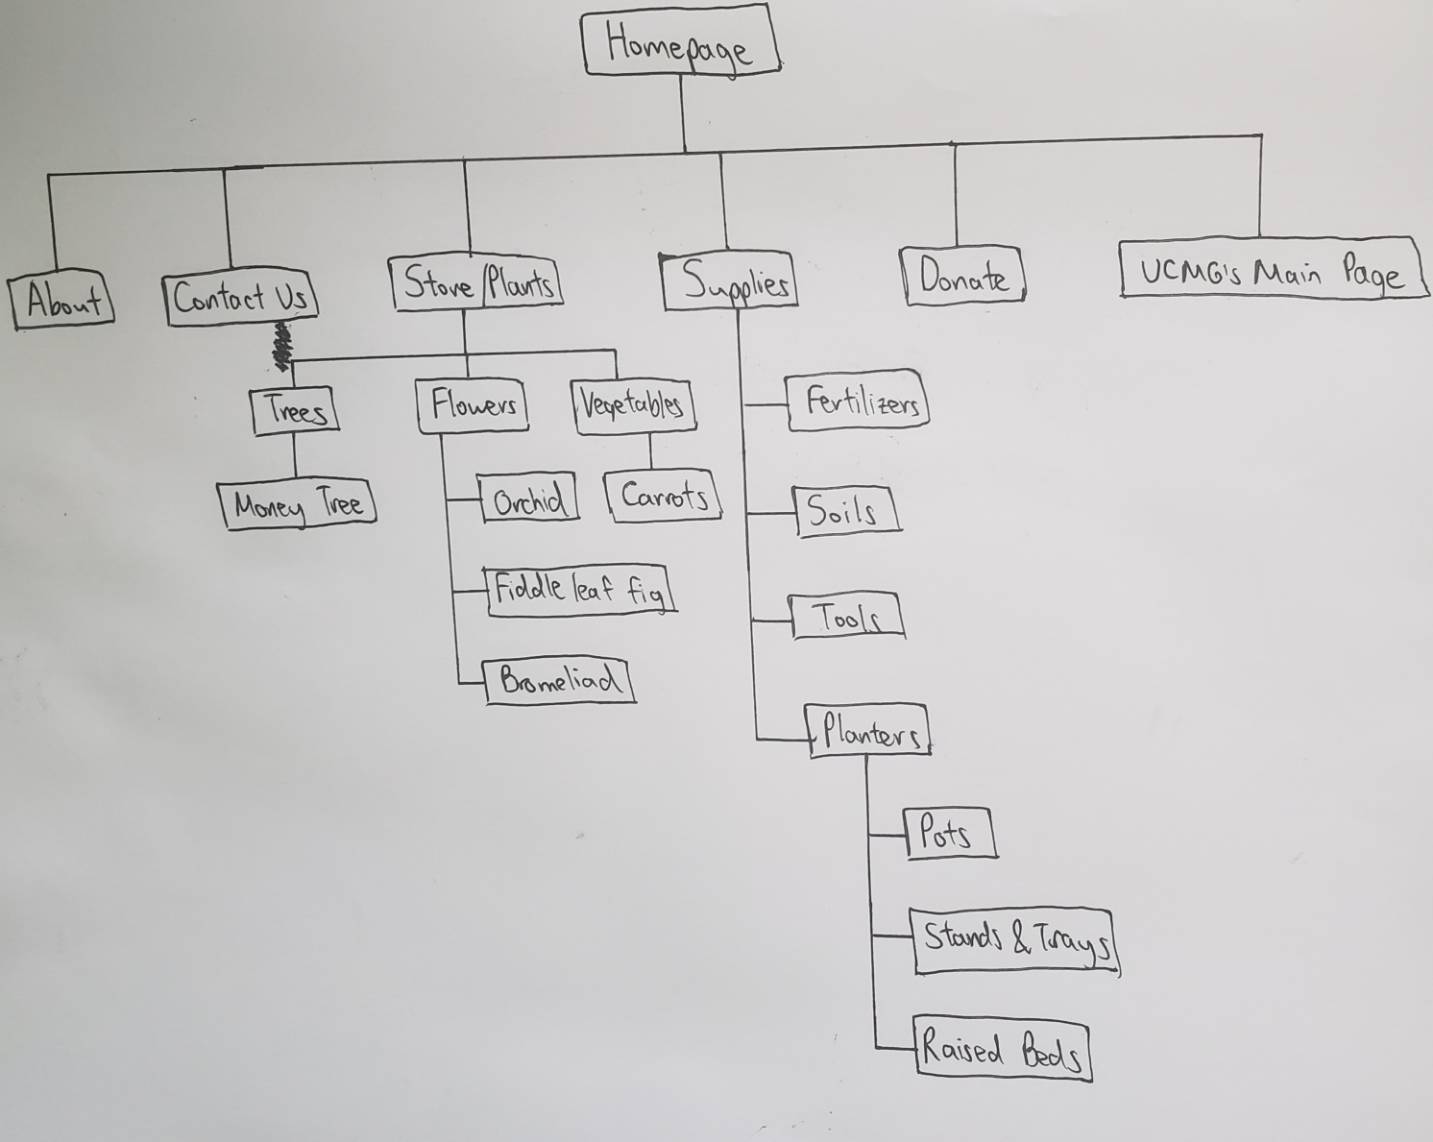 Homepage
About
Contact Us
Store/Plants
Supplies
Donate
UCMG's Main Page
Trees
Flowers
Vegetables
Fertilizers
Money Tree
Orchid
Carrots
Soils
Fiddle leaf fig
Tools
Bromeliad
Planters
Pots
Stands & Trays
Raised Beds